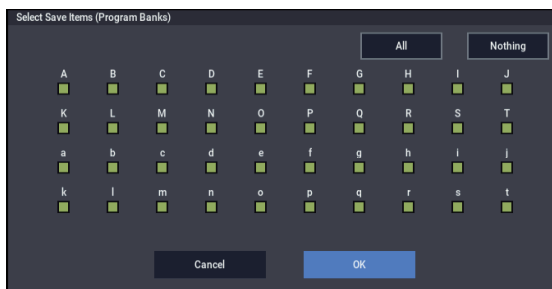 Select Save Items (Program Banks)
All Nothing
A B C D E F G H I J
K L M N O P Q R S T
a b c d e f g h i j
k l m n o p q r s t
Cancel OK